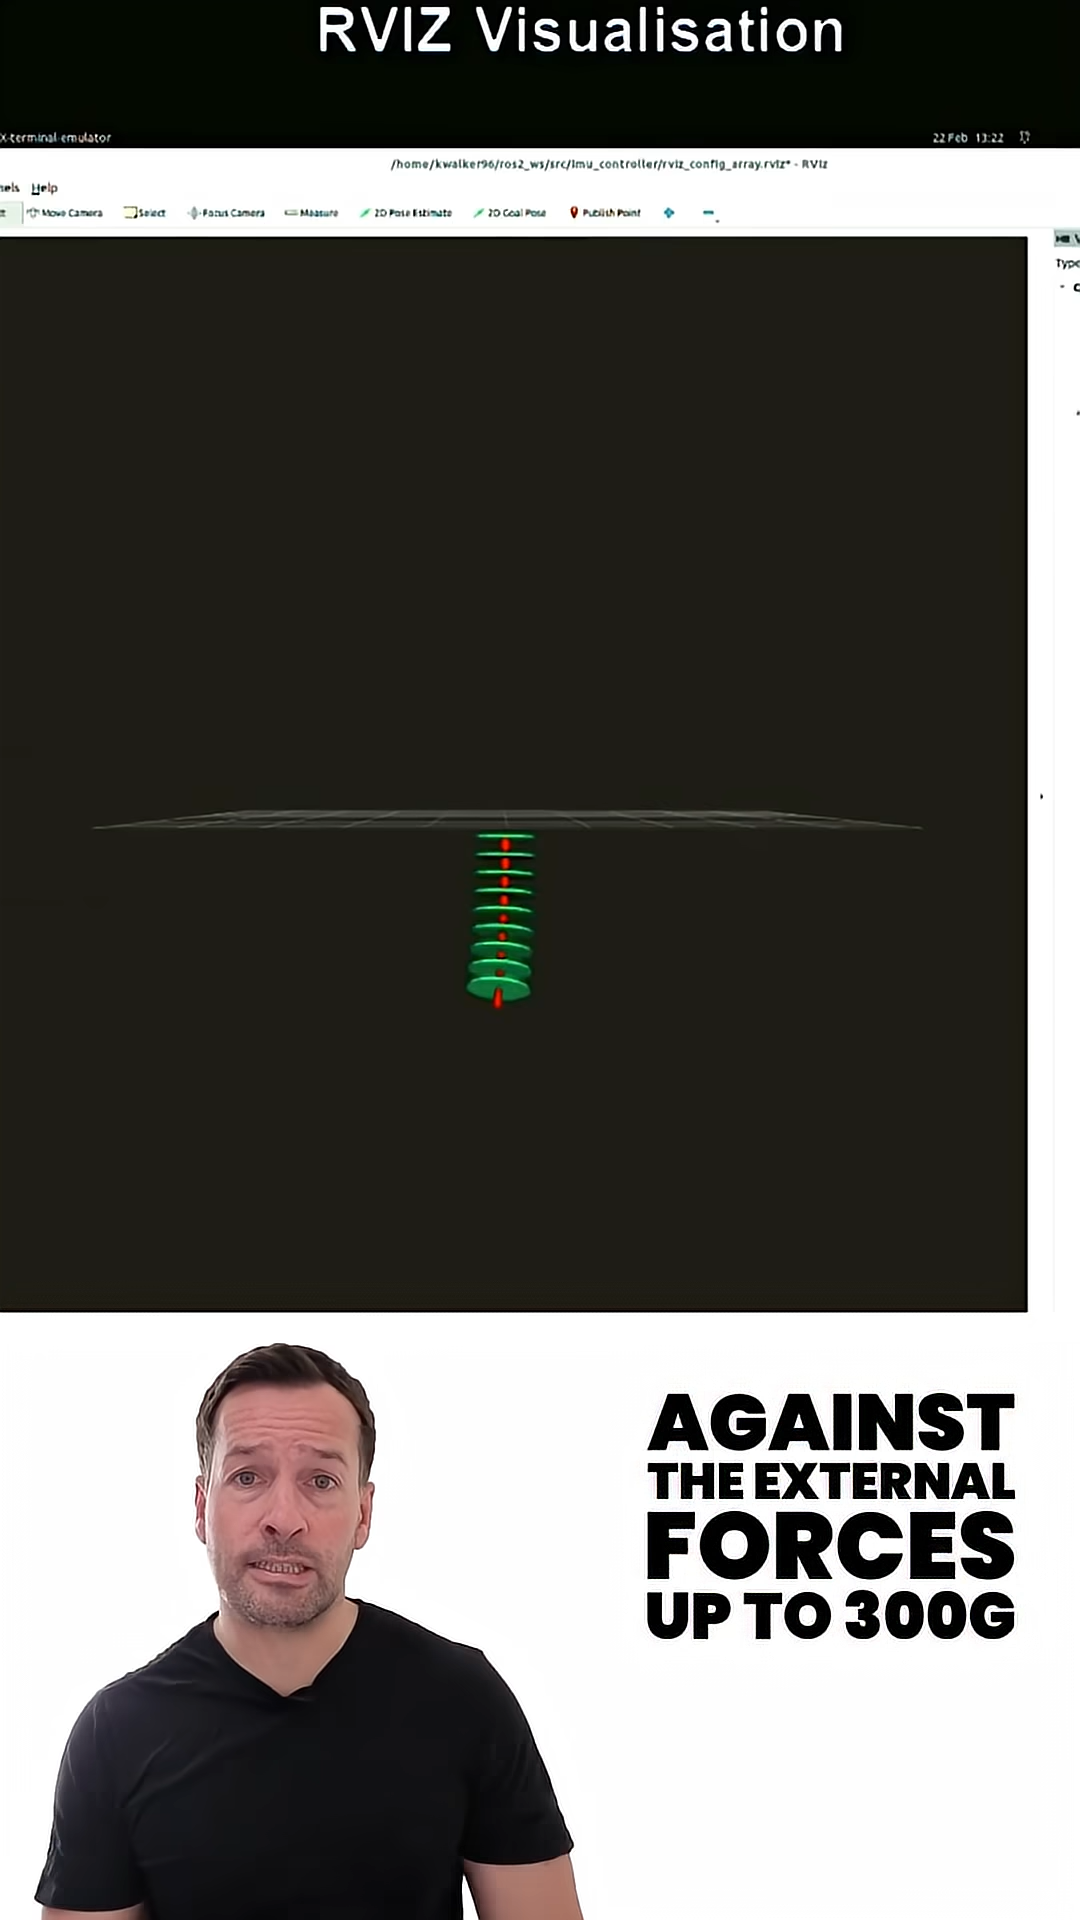 RVIZ Visualisation
X-terminal-emulator
22 Feb 13:22
/home/kwalker96/ros2_ws/src/imu_controller/rviz_config_array.rviz* - RViz
Help
Move Camera Select Focus Camera Measure 2D Pose Estimate 2D Goal Pose Publish Point
Type
AGAINST
THE EXTERNAL
FORCES
UP TO 300G